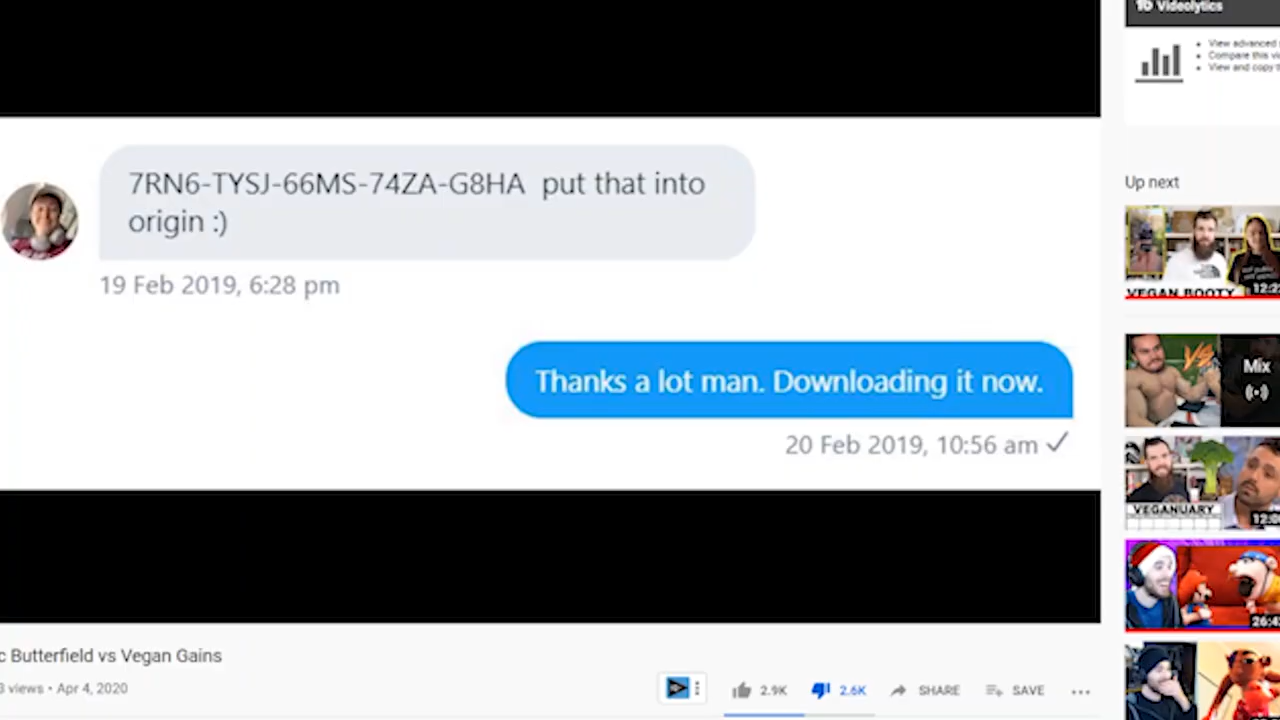 Videolytics
View advanced
Compare this
View and copy
7RN6-TYSJ-66MS-74ZA-G8HA put that into
origin :)
19 Feb 2019, 6:28 pm
Thanks a lot man. Downloading it now.
20 Feb 2019, 10:56 am
Up next
VEGAN BOOTY
VS
Mix
VEGANUARY
c Butterfield vs Vegan Gains
3 views • Apr 4, 2020
2.9K
2.6K
SHARE
SAVE